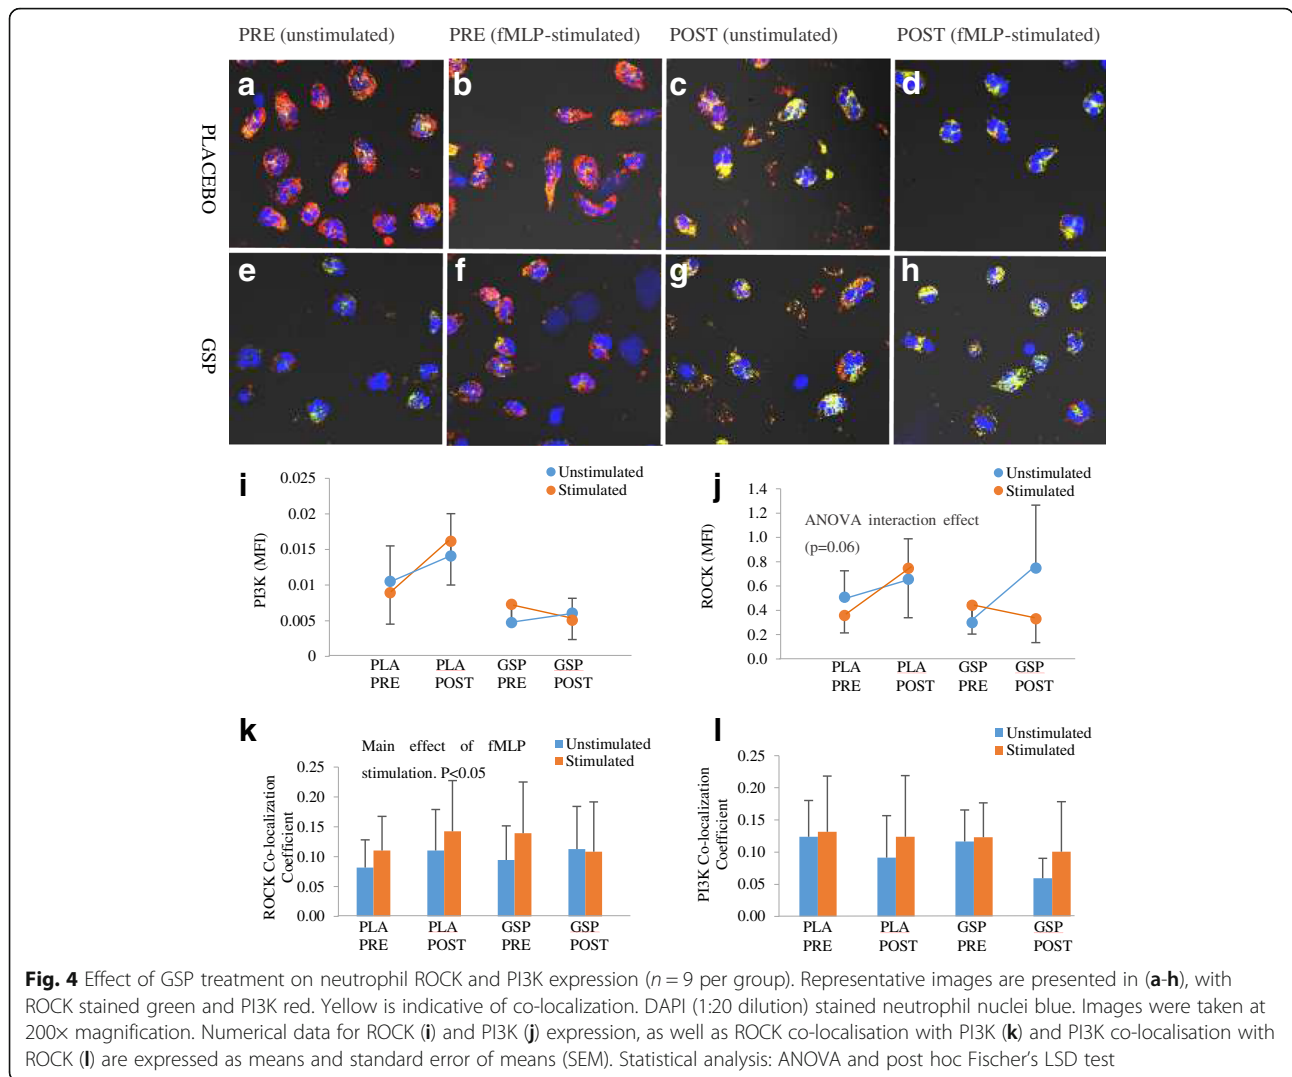 PRE (unstimulated)
PRE (fMLP-stimulated)
POST (unstimulated)
POST (fMLP-stimulated)
PLACEBO
a
b
c
d
GSP
e
f
g
h
i
Unstimulated
Stimulated
PI3K (MFI)
0.025
0.02
0.015
0.01
0.005
0
PLA PLA GSP GSP
PRE POST PRE POST
j
Unstimulated
Stimulated
ANOVA interaction effect
(p=0.06)
ROCK (MFI)
1.4
1.2
1.0
0.8
0.6
0.4
0.2
0.0
PLA PLA GSP GSP
PRE POST PRE POST
k
Main effect of fMLP
stimulation. P<0.05
Unstimulated
Stimulated
ROCK Co-localization
Coefficient
0.25
0.20
0.15
0.10
0.05
0.00
PLA PLA GSP GSP
PRE POST PRE POST
l
Unstimulated
Stimulated
PI3K Co-localization
Coefficient
0.25
0.20
0.15
0.10
0.05
0.00
PLA PLA GSP GSP
PRE POST PRE POST
Fig. 4 Effect of GSP treatment on neutrophil ROCK and PI3K expression (n = 9 per group). Representative images are presented in (a-h), with
ROCK stained green and PI3K red. Yellow is indicative of co-localization. DAPI (1:20 dilution) stained neutrophil nuclei blue. Images were taken at
200× magnification. Numerical data for ROCK (i) and PI3K (j) expression, as well as ROCK co-localisation with PI3K (k) and PI3K co-localisation with
ROCK (l) are expressed as means and standard error of means (SEM). Statistical analysis: ANOVA and post hoc Fischer's LSD test